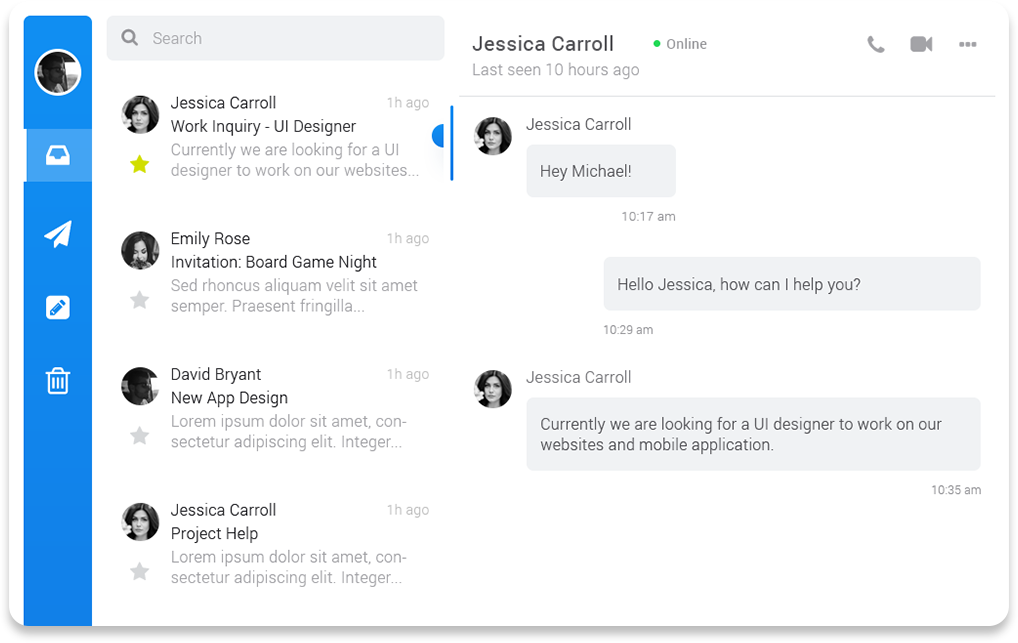 Search
Jessica Carroll
1h ago
Work Inquiry - UI Designer
Currently we are looking for a UI
designer to work on our websites...
Emily Rose
1h ago
Invitation: Board Game Night
Sed rhoncus aliquam velit sit amet
semper. Praesent fringilla...
David Bryant
1h ago
New App Design
Lorem ipsum dolor sit amet, con-
sectetur adipiscing elit. Integer...
Jessica Carroll
1h ago
Project Help
Lorem ipsum dolor sit amet, con-
sectetur adipiscing elit. Integer...
Jessica Carroll
Online
Last seen 10 hours ago
Jessica Carroll
Hey Michael!
10:17 am
Hello Jessica, how can I help you?
10:29 am
Jessica Carroll
Currently we are looking for a UI designer to work on our
websites and mobile application.
10:35 am